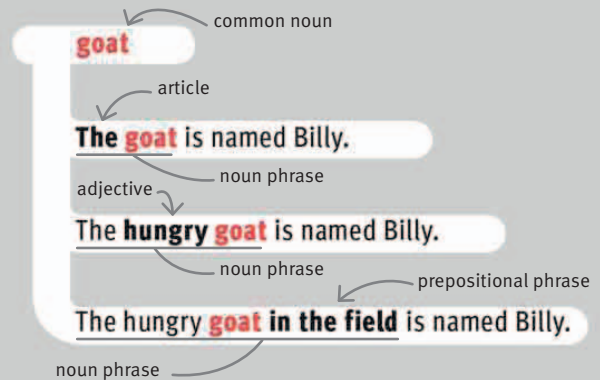 common noun
goat
article
The goat is named Billy.
noun phrase
adjective
The hungry goat is named Billy.
noun phrase
prepositional phrase
The hungry goat in the field is named Billy.
noun phrase